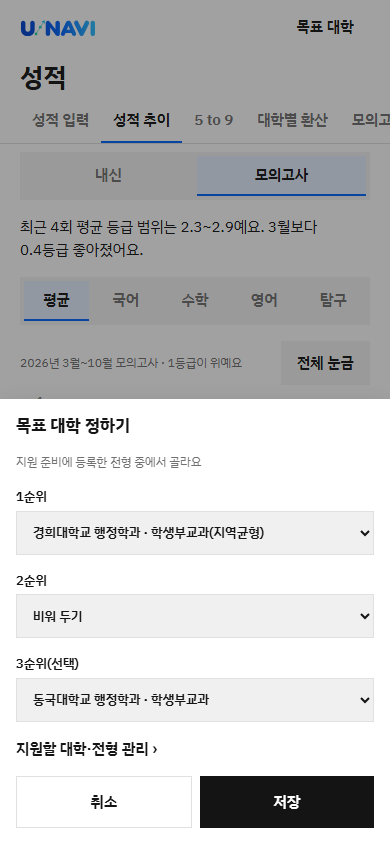 UNAVI
목표 대학
성적
성적 입력
성적 추이
5 to 9
대학별 환산
모의고
내신
모의고사
최근 4회 평균 등급 범위는 2.3~2.9예요. 3월보다
0.4등급 좋아졌어요.
평균
국어
수학
영어
탐구
2026년 3월~10월 모의고사 · 1등급이 위예요
전체 눈금
목표 대학 정하기
지원 준비에 등록한 전형 중에서 골라요
1순위
경희대학교 행정학과 · 학생부교과(지역균형)
2순위
비워 두기
3순위(선택)
동국대학교 행정학과 · 학생부교과
지원할 대학·전형 관리 ›
취소
저장